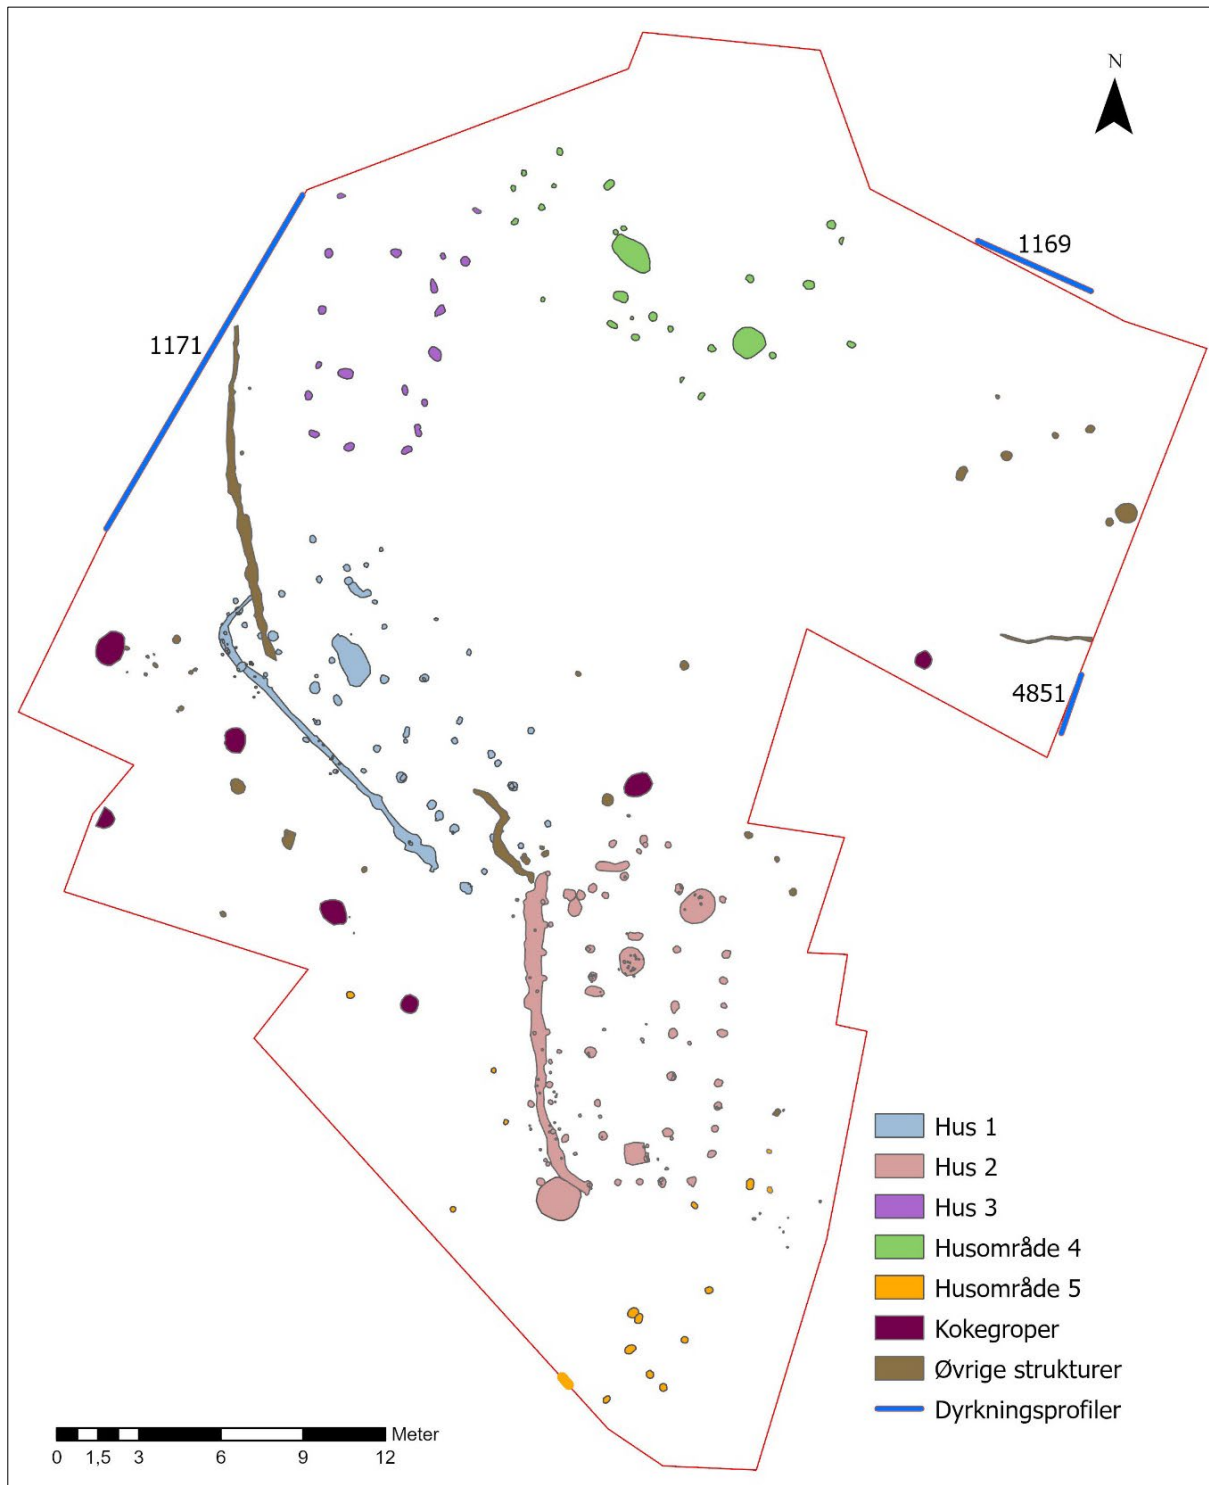 N
1169
1171
4851
Hus 1
Hus 2
Hus 3
Husområde 4
Husområde 5
Kokegroper
Øvrige strukturer
Dyrkningsprofiler
Meter
0 1,5 3 6 9 12